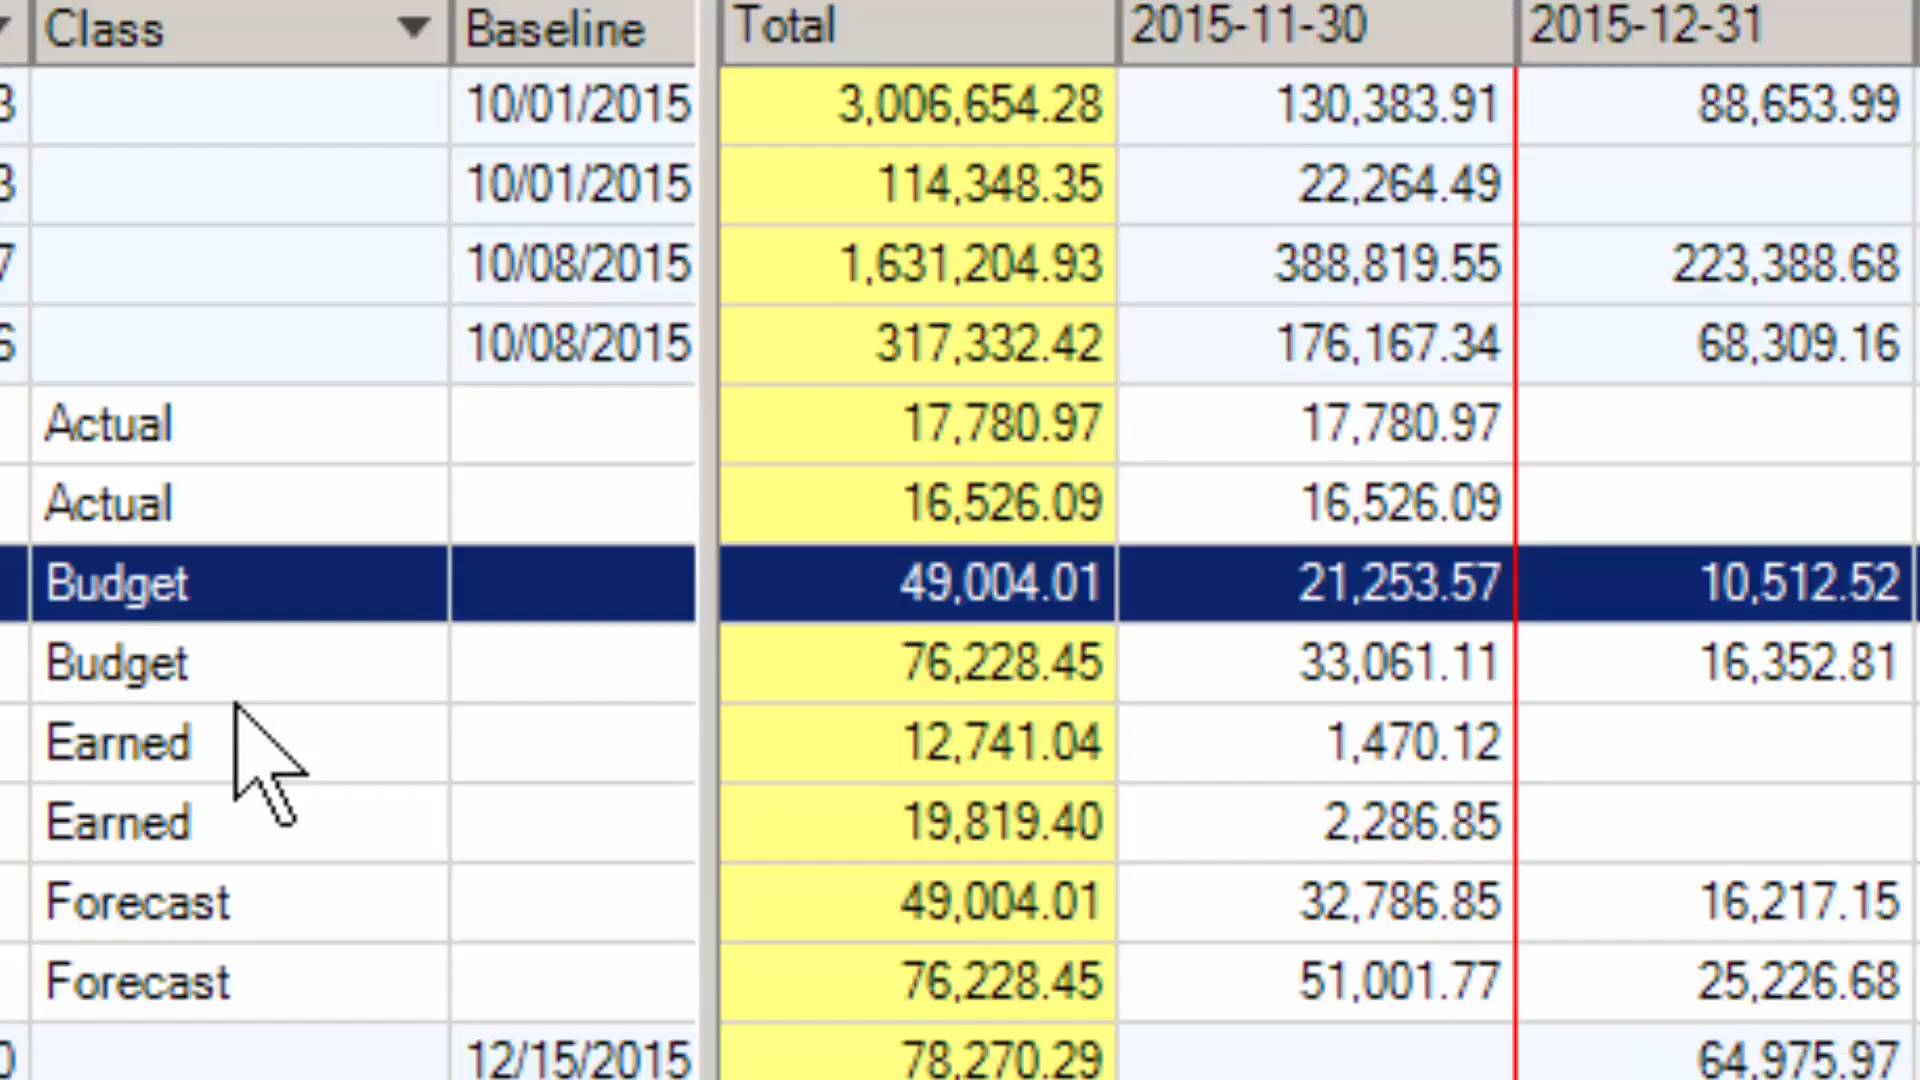 Class Baseline Total 2015-11-30 2015-12-31
3 10/01/2015 3,006,654.28 130,383.91 88,653.99
3 10/01/2015 114,348.35 22,264.49
7 10/08/2015 1,631,204.93 388,819.55 223,388.68
6 10/08/2015 317,332.42 176,167.34 68,309.16
Actual 17,780.97 17,780.97
Actual 16,526.09 16,526.09
Budget 49,004.01 21,253.57 10,512.52
Budget 76,228.45 33,061.11 16,352.81
Earned 12,741.04 1,470.12
Earned 19,819.40 2,286.85
Forecast 49,004.01 32,786.85 16,217.15
Forecast 76,228.45 51,001.77 25,226.68
0 12/15/2015 78,270.29 64,975.97